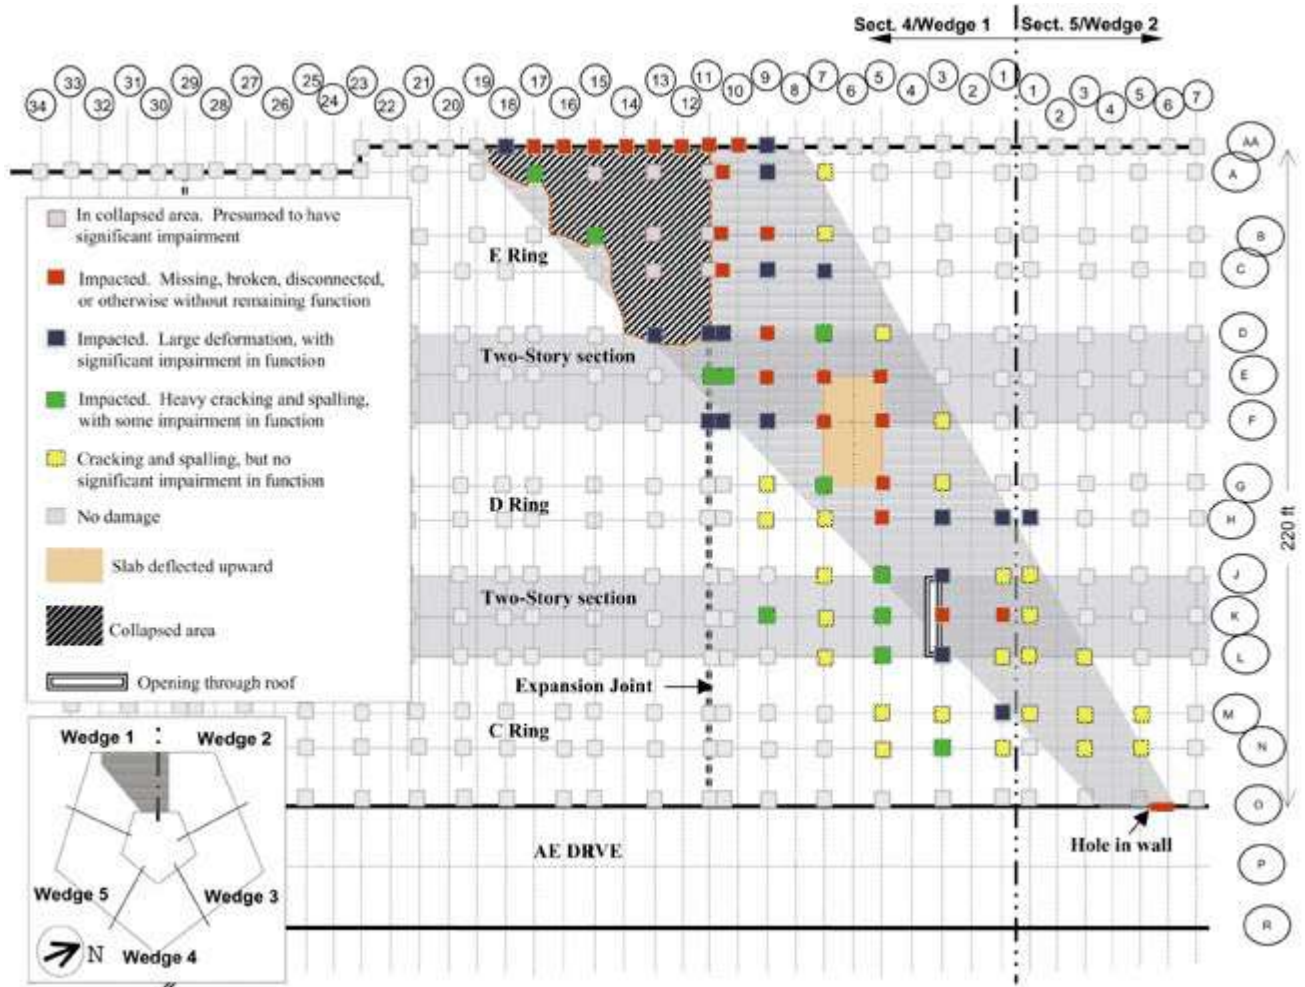 Sect. 4/Wedge 1 Sect. 5/Wedge 2
33 31 29 27 25 23 21 19 17 15 13 11 9 7 5 3 1 3 5 7
34 32 30 28 26 24 22 20 18 16 14 12 10 8 6 4 2 1 2 4 6
AA
A
In collapsed area. Presumed to have
significant impairment
B
E Ring
C
Impacted. Missing, broken, disconnected,
or otherwise without remaining function
Impacted. Large deformation, with
significant impairment in function
D
Two-Story section
E
Impacted. Heavy cracking and spalling,
with some impairment in function
F
Cracking and spalling, but no
significant impairment in function
G
D Ring
No damage
H
220 ft
Slab deflected upward
J
Two-Story section
K
Collapsed area
L
Opening through roof
Expansion Joint
M
C Ring
N
Wedge 1 Wedge 2
O
Hole in wall
AE DRVE
P
Wedge 5 Wedge 3
R
N Wedge 4